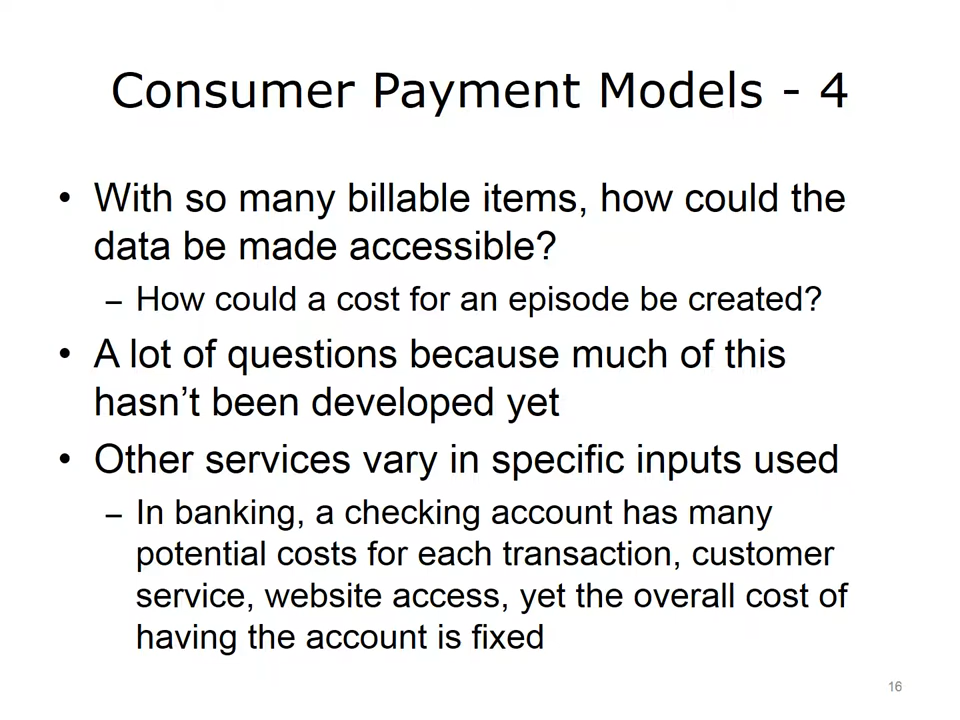 Consumer Payment Models - 4
• With so many billable items, how could the
data be made accessible?
– How could a cost for an episode be created?
• A lot of questions because much of this
hasn’t been developed yet
• Other services vary in specific inputs used
– In banking, a checking account has many
potential costs for each transaction, customer
service, website access, yet the overall cost of
having the account is fixed
16